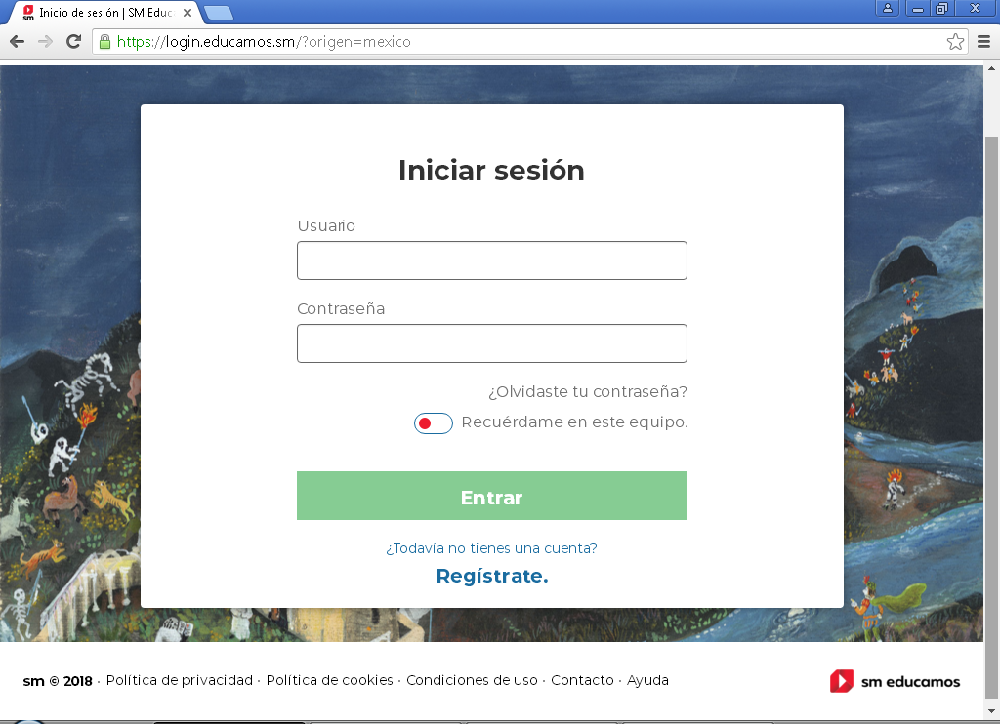 Inicio de sesión | SM Educ
https://login.educamos.sm/?origen=mexico
Iniciar sesión
Usuario
Contraseña
¿Olvidaste tu contraseña?
Recuérdame en este equipo.
Entrar
¿Todavía no tienes una cuenta?
Regístrate.
sm © 2018 · Política de privacidad · Política de cookies · Condiciones de uso · Contacto · Ayuda
sm educamos